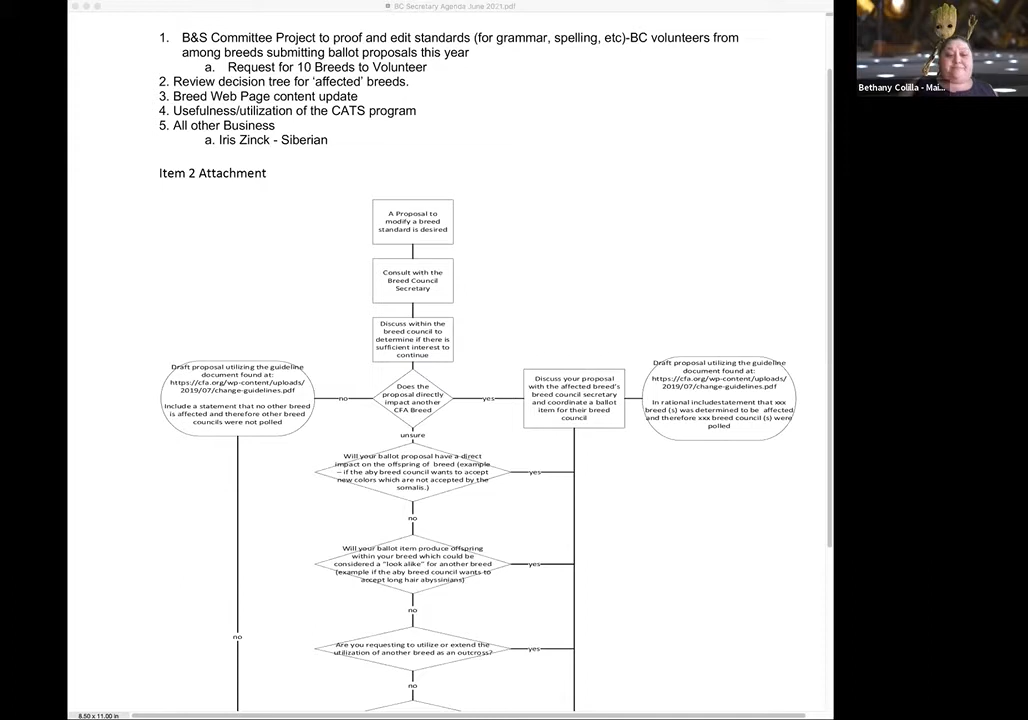 BC Secretary Agenda June 2021.pdf
1. B&S Committee Project to proof and edit standards (for grammar, spelling, etc)-BC volunteers from
among breeds submitting ballot proposals this year
a. Request for 10 Breeds to Volunteer
2. Review decision tree for ‘affected’ breeds.
3. Breed Web Page content update
4. Usefulness/utilization of the CATS program
5. All other Business
a. Iris Zinck - Siberian
Item 2 Attachment
A Proposal to
modify a breed
standard is desired
Consult with the
Breed Council
Secretary
Discuss within the
breed council to
determine if there is
sufficient interest to
continue
Draft proposal utilizing the guideline
document found at:
https://cfa.org/wp-content/uploads/
2019/07/change-guidelines.pdf
Include a statement that no other breed
is affected and therefore other breed
councils were not polled
no
Does the
proposal directly
impact another
CFA Breed
yes
Discuss your proposal
with the affected breed's
breed council secretary
and coordinate a ballot
item for their breed
council
Draft proposal utilizing the guideline
document found at:
https://cfa.org/wp-content/uploads/
2019/07/change-guidelines.pdf
In rational includestatement that xxx
breed (s) was determined to be affected
and therefore xxx breed council (s) were
polled
unsure
Will your ballot proposal have a direct
impact on the offspring of breed (example
– if the aby breed council wants to accept
new colors which are not accepted by the
somalis.)
yes
no
Will your ballot item produce offspring
within your breed which could be
considered a "look alike" for another breed
(example if the aby breed council wants to
accept long hair abyssinians)
yes
no
no
Are you requesting to utilize or extend the
utilization of another breed as an outcross?
yes
no
8.50 x 11.00 in
Bethany Colilla - Mai...